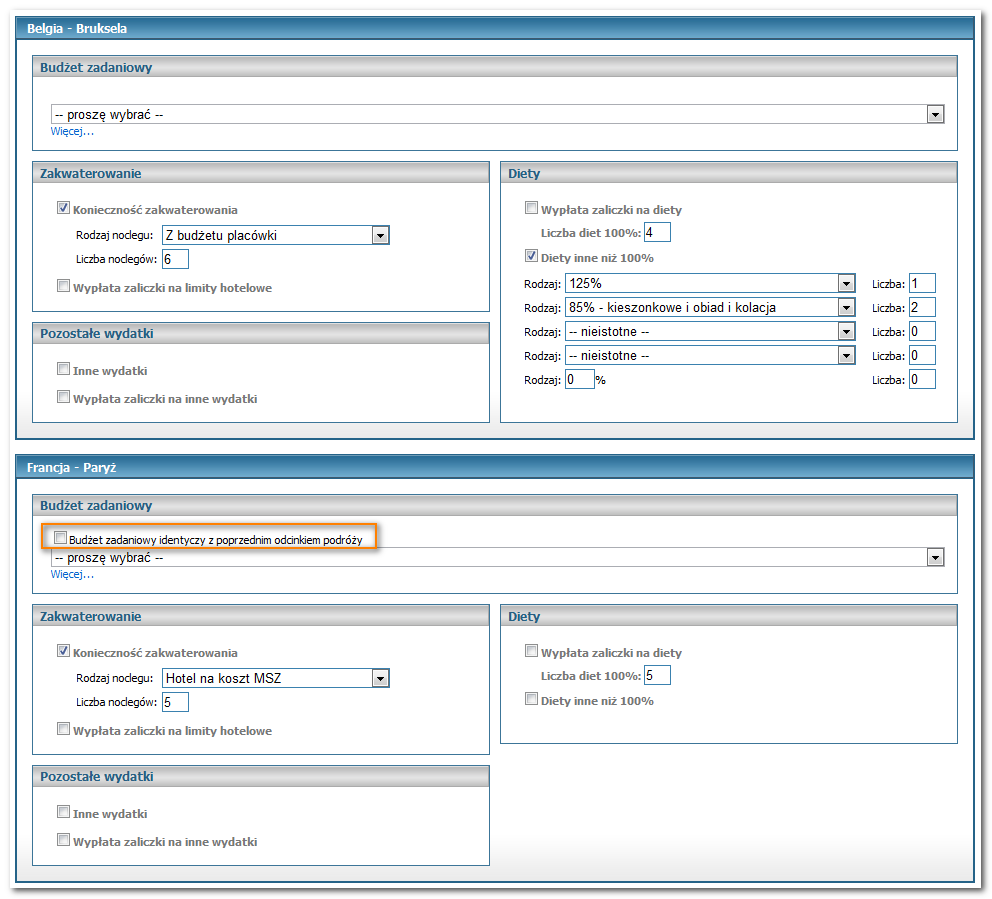 Belgia - Bruksela
Budżet zadaniowy
-- proszę wybrać --
Więcej...
Zakwaterowanie
Konieczność zakwaterowania
Rodzaj noclegu: Z budżetu placówki
Liczba noclegów: 6
Wypłata zaliczki na limity hotelowe
Pozostałe wydatki
Inne wydatki
Wypłata zaliczki na inne wydatki
Diety
Wypłata zaliczki na diety
Liczba diet 100%: 4
Diety inne niż 100%
Rodzaj: 125% Liczba: 1
Rodzaj: 85% - kieszonkowe i obiad i kolacja Liczba: 2
Rodzaj: -- nieistotne -- Liczba: 0
Rodzaj: -- nieistotne -- Liczba: 0
Rodzaj: 0 % Liczba: 0
Francja - Paryż
Budżet zadaniowy
Budżet zadaniowy identyczy z poprzednim odcinkiem podróży
-- proszę wybrać --
Więcej...
Zakwaterowanie
Konieczność zakwaterowania
Rodzaj noclegu: Hotel na koszt MSZ
Liczba noclegów: 5
Wypłata zaliczki na limity hotelowe
Diety
Wypłata zaliczki na diety
Liczba diet 100%: 5
Diety inne niż 100%
Pozostałe wydatki
Inne wydatki
Wypłata zaliczki na inne wydatki